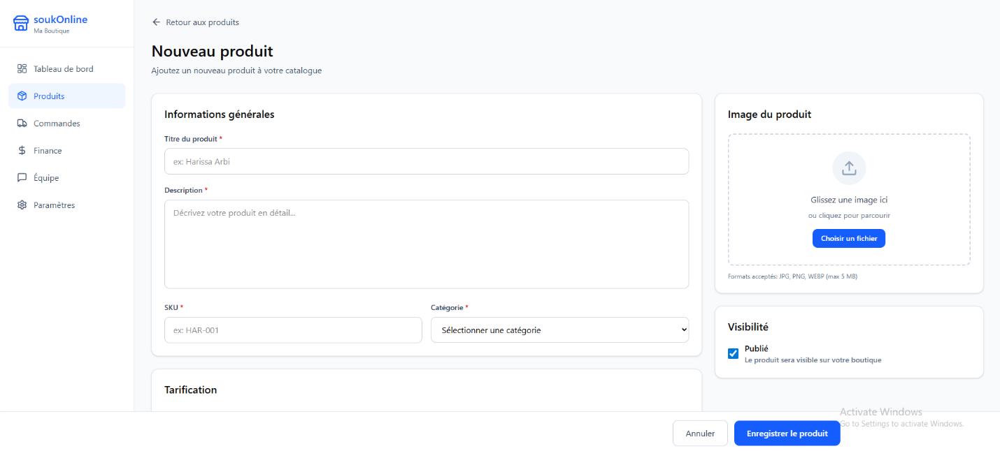 soukOnline
Ma Boutique
Tableau de bord
Produits
Commandes
Finance
Équipe
Paramètres
Retour aux produits
Nouveau produit
Ajoutez un nouveau produit à votre catalogue
Informations générales
Titre du produit *
ex: Harissa Arbi
Description *
Décrivez votre produit en détail...
SKU *
ex: HAR-001
Catégorie *
Sélectionner une catégorie
Tarification
Image du produit
Glissez une image ici
ou cliquez pour parcourir
Choisir un fichier
Formats acceptés: JPG, PNG, WEBP (max 5 MB)
Visibilité
Publié
Le produit sera visible sur votre boutique
Annuler
Enregistrer le produit
Activate Windows
Go to Settings to activate Windows.